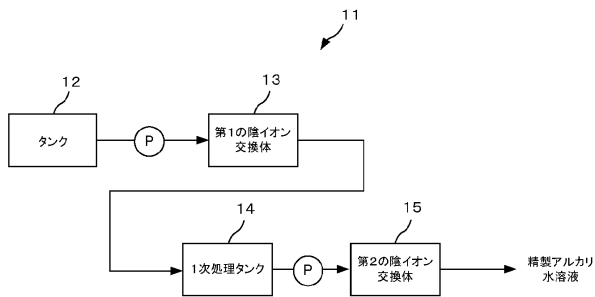 11
12
13
タンク
P
第1の陰イオン
交換体
14
15
1次処理タンク
P
第2の陰イオン
交換体
精製アルカリ
水溶液